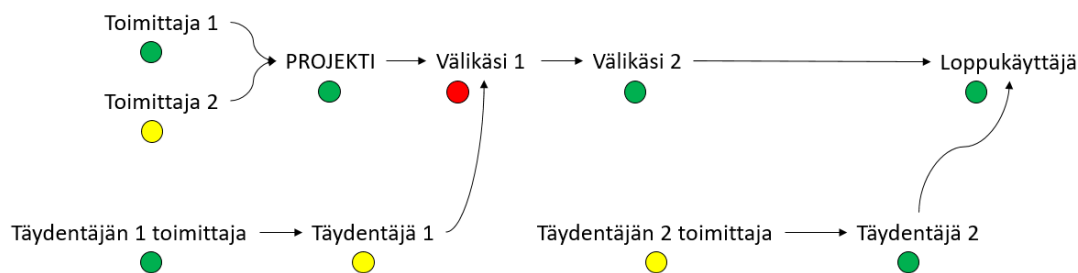 Toimittaja 1
PROJEKTI
Välikäsi 1
Välikäsi 2
Loppukäyttäjä
Toimittaja 2
Täydentäjän 1 toimittaja
Täydentäjä 1
Täydentäjän 2 toimittaja
Täydentäjä 2